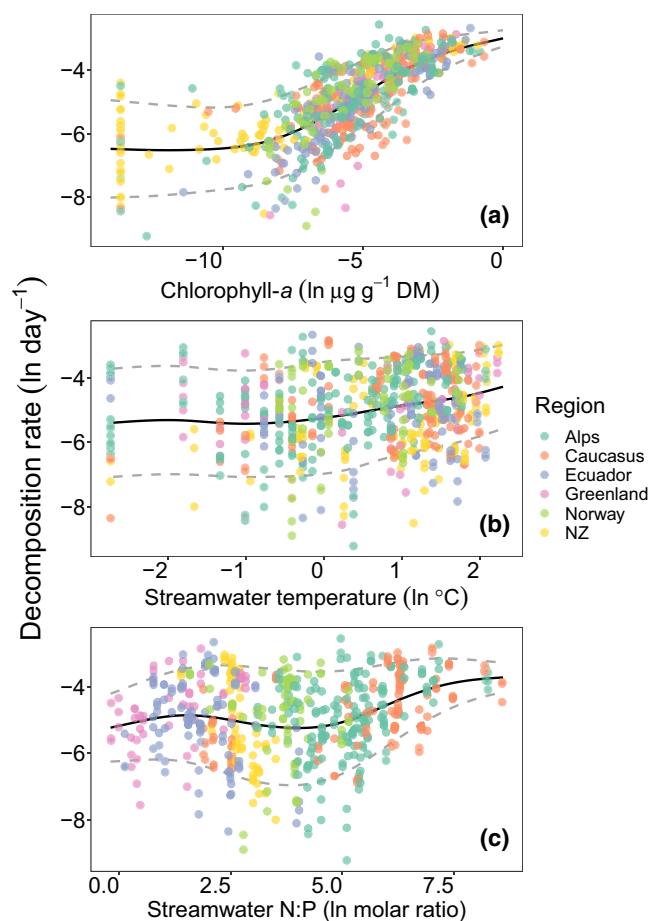 Decomposition rate (ln day⁻¹)
−4
−6
−8
(a)
−10
−5
0
Chlorophyll-a (ln μg g⁻¹ DM)
−4
−6
−8
(b)
−2
−1
0
1
2
Streamwater temperature (ln °C)
Region
Alps
Caucasus
Ecuador
Greenland
Norway
NZ
−4
−6
−8
(c)
0.0
2.5
5.0
7.5
Streamwater N:P (ln molar ratio)